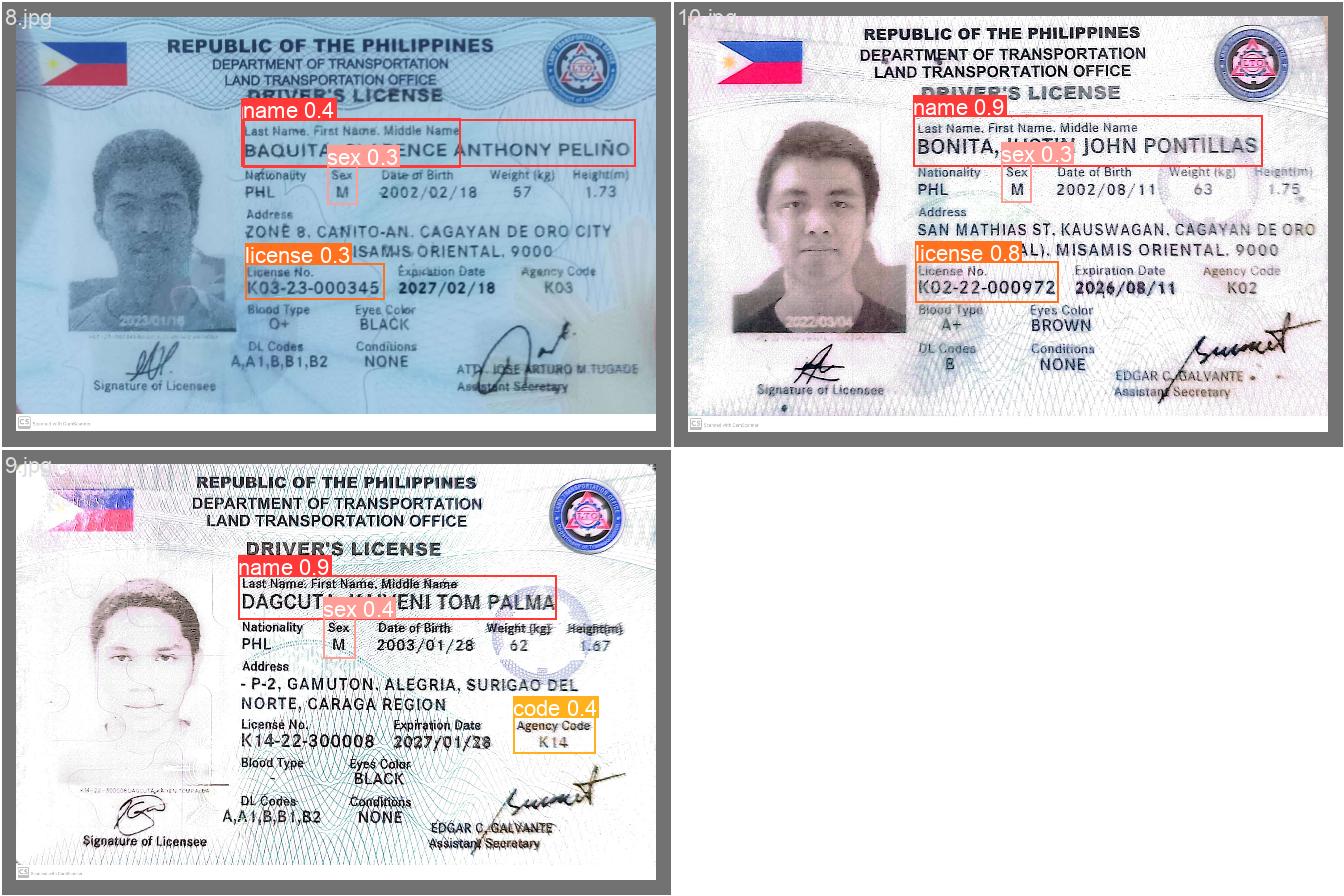 8.jpg
REPUBLIC OF THE PHILIPPINES
DEPARTMENT OF TRANSPORTATION
LAND TRANSPORTATION OFFICE
DRIVER'S LICENSE
name 0.4
Last Name, First Name, Middle Name
ANTHONY PELIÑO
sex 0.3
Nationality Sex Date of Birth Weight (kg) Height(m)
PHL M 2002/02/18 57 1.73
Address
ZONE 8, CANITO-AN, CAGAYAN DE ORO CITY
license 0.3
MISAMIS ORIENTAL, 9000
License No. Expiration Date Agency Code
K03-23-000345 2027/02/18 K03
Blood Type Eyes Color
O+ BLACK
DL Codes Conditions
A,A1,B,B1,B2 NONE
2023/01/16
Signature of Licensee
ATTY. JOSE ARTURO M.TUGADE
Assistant Secretary
CS Scanned with CamScanner
10.jpg
REPUBLIC OF THE PHILIPPINES
DEPARTMENT OF TRANSPORTATION
LAND TRANSPORTATION OFFICE
DRIVER'S LICENSE
name 0.9
Last Name, First Name, Middle Name
BONITA, JOHN PONTILLAS
sex 0.3
Nationality Sex Date of Birth Weight (kg) Height(m)
PHL M 2002/08/11 63 1.75
Address
SAN MATHIAS ST, KAUSWAGAN, CAGAYAN DE ORO
license 0.8
MISAMIS ORIENTAL, 9000
License No. Expiration Date Agency Code
K02-22-000972 2026/08/11 K02
Blood Type Eyes Color
A+ BROWN
DL Codes Conditions
B NONE
2022/03/04
Signature of Licensee
EDGAR C. GALVANTE
Assistant Secretary
CS Scanned with CamScanner
9.jpg
REPUBLIC OF THE PHILIPPINES
DEPARTMENT OF TRANSPORTATION
LAND TRANSPORTATION OFFICE
DRIVER'S LICENSE
name 0.9
Last Name, First Name, Middle Name
TOM PALMA
sex 0.4
Nationality Sex Date of Birth Weight (kg) Height(m)
PHL M 2003/01/28 62 1.67
Address
- P-2, GAMUTON, ALEGRIA, SURIGAO DEL
NORTE, CARAGA REGION
code 0.4
License No. Expiration Date Agency Code
K14-22-300008 2027/01/28 K14
Blood Type Eyes Color
- BLACK
DL Codes Conditions
A,A1,B,B1,B2 NONE
Signature of Licensee
EDGAR C. GALVANTE
Assistant Secretary
CS Scanned with CamScanner